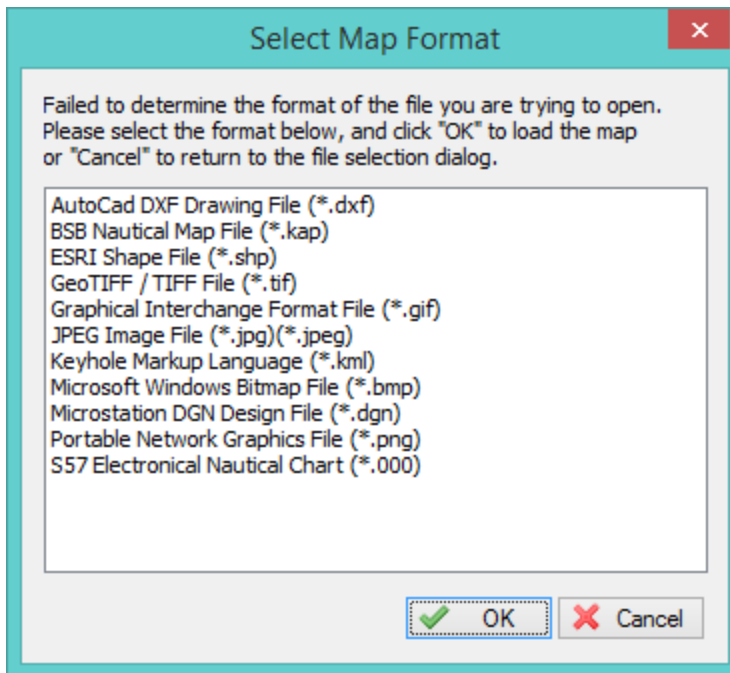 Select Map Format
Failed to determine the format of the file you are trying to open.
Please select the format below, and click "OK" to load the map
or "Cancel" to return to the file selection dialog.
AutoCad DXF Drawing File (*.dxf)
BSB Nautical Map File (*.kap)
ESRI Shape File (*.shp)
GeoTIFF / TIFF File (*.tif)
Graphical Interchange Format File (*.gif)
JPEG Image File (*.jpg)(*.jpeg)
Keyhole Markup Language (*.kml)
Microsoft Windows Bitmap File (*.bmp)
Microstation DGN Design File (*.dgn)
Portable Network Graphics File (*.png)
S57 Electronical Nautical Chart (*.000)
OK Cancel